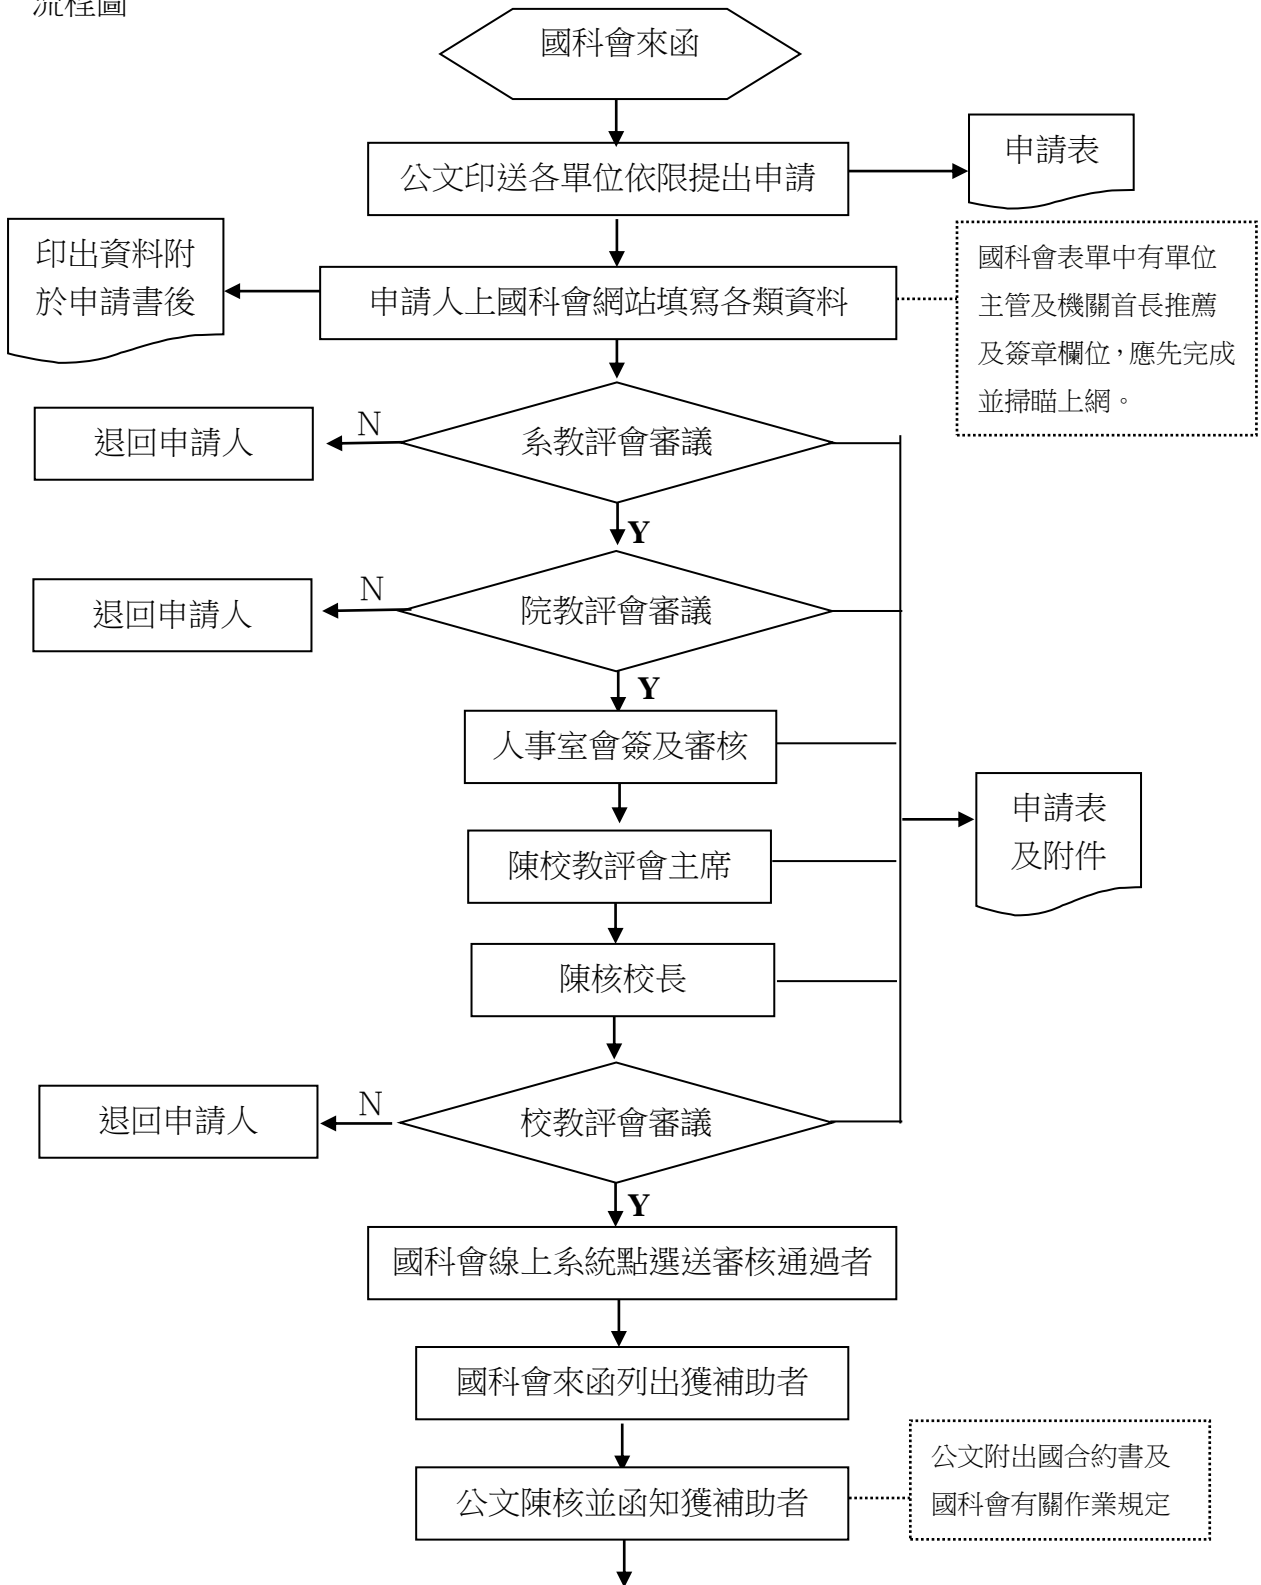 流程圖
國科會來函
公文印送各單位依限提出申請
申請表
印出資料附
於申請書後
申請人上國科會網站填寫各類資料
國科會表單中有單位
主管及機關首長推薦
及簽章欄位，應先完成
並掃瞄上網。
退回申請人
N
系教評會審議
Y
退回申請人
N
院教評會審議
Y
人事室會簽及審核
陳校教評會主席
申請表
及附件
陳核校長
退回申請人
N
校教評會審議
Y
國科會線上系統點選送審核通過者
國科會來函列出獲補助者
公文陳核並函知獲補助者
公文附出國合約書及
國科會有關作業規定